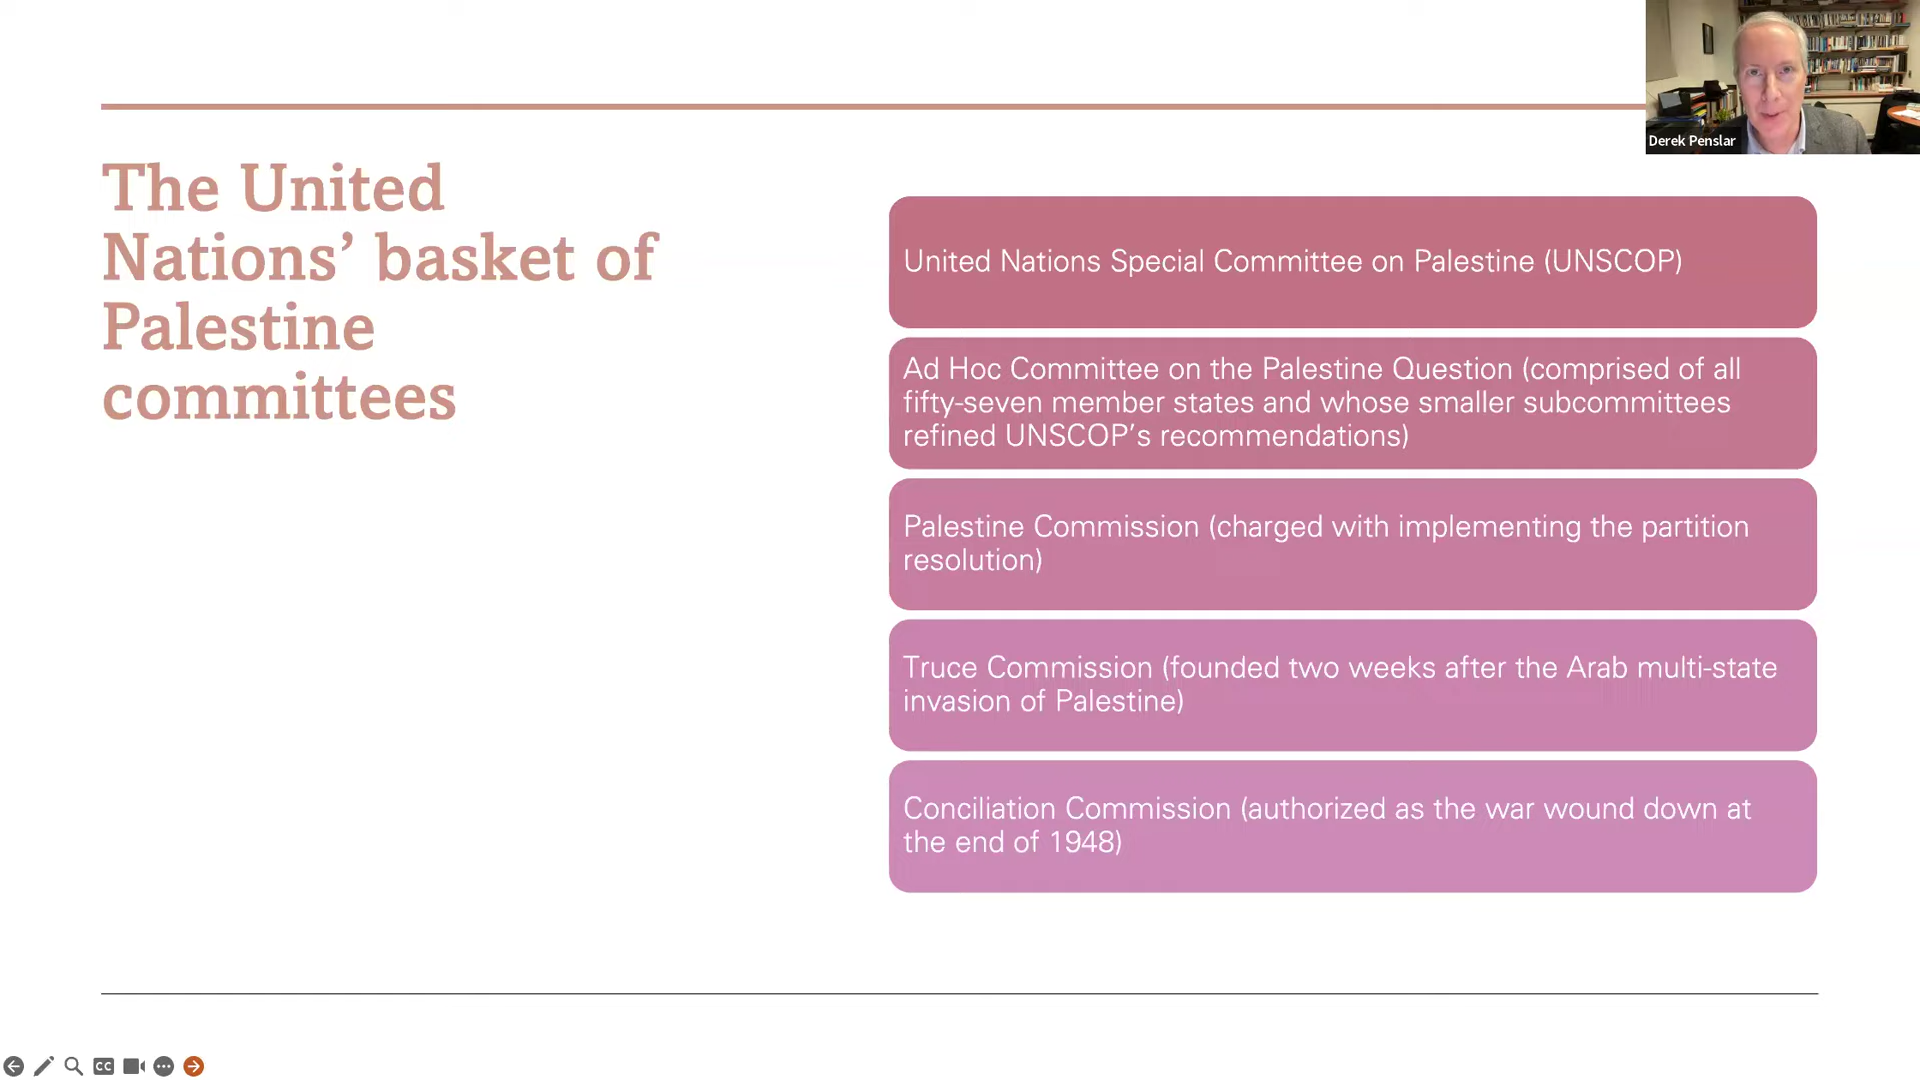 The United
Nations’ basket of
Palestine
committees
Derek Penslar
United Nations Special Committee on Palestine (UNSCOP)
Ad Hoc Committee on the Palestine Question (comprised of all
fifty-seven member states and whose smaller subcommittees
refined UNSCOP’s recommendations)
Palestine Commission (charged with implementing the partition
resolution)
Truce Commission (founded two weeks after the Arab multi-state
invasion of Palestine)
Conciliation Commission (authorized as the war wound down at
the end of 1948)
CC